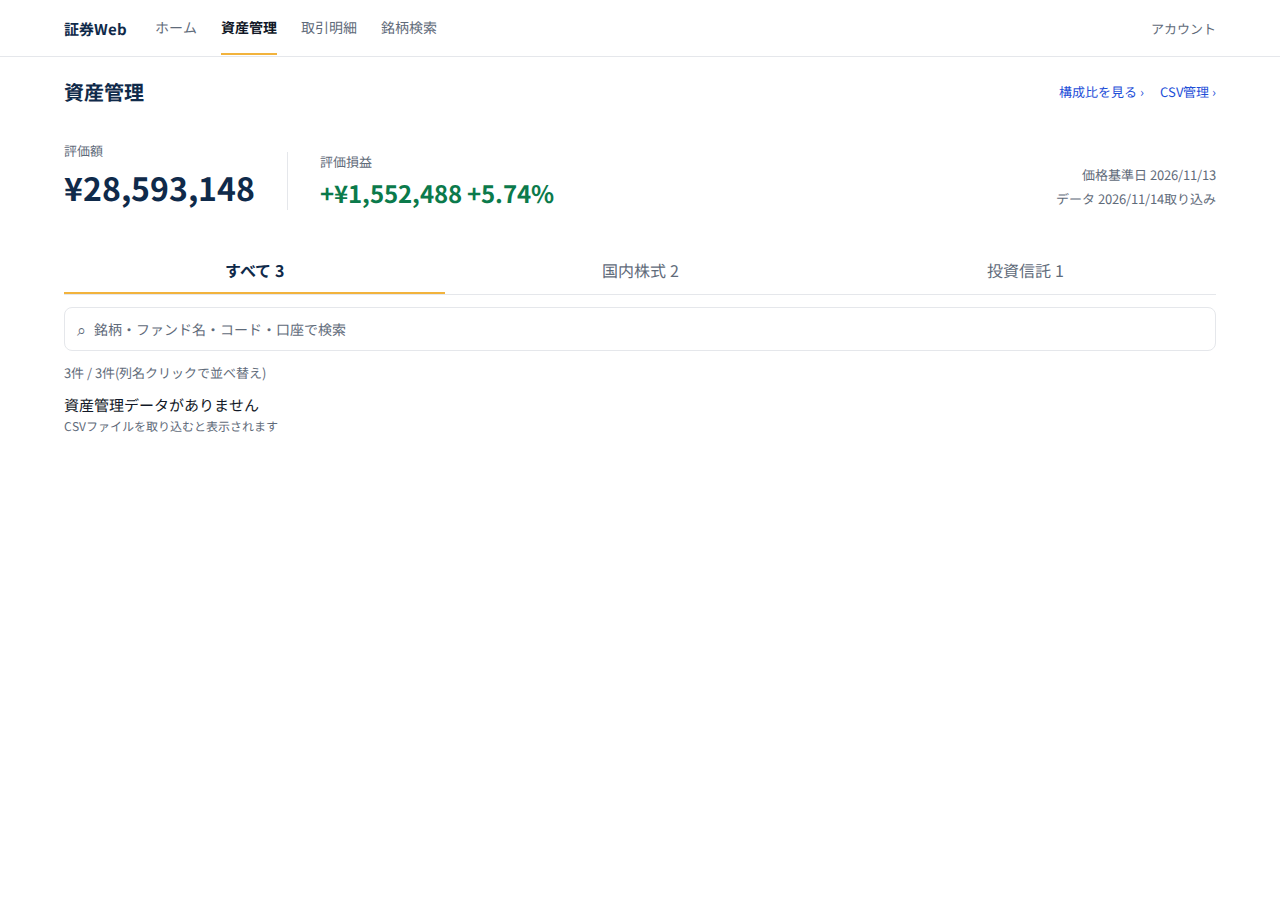 証券Web ホーム 資産管理 取引明細 銘柄検索 アカウント
資産管理 構成比を見る › CSV管理 ›
評価額
¥28,593,148
評価損益
+¥1,552,488 +5.74%
価格基準日 2026/11/13
データ 2026/11/14取り込み
すべて 3 国内株式 2 投資信託 1
銘柄・ファンド名・コード・口座で検索
3件 / 3件(列名クリックで並べ替え)
資産管理データがありません
CSVファイルを取り込むと表示されます